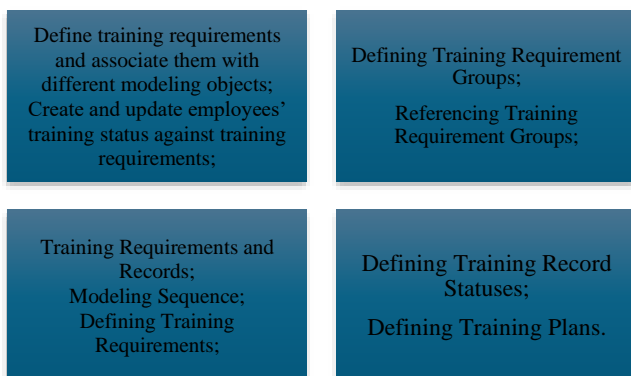 Define training requirements
and associate them with
different modeling objects;
Create and update employees’
training status against training
requirements;
Defining Training Requirement
Groups;
Referencing Training
Requirement Groups;
Training Requirements and
Records;
Modeling Sequence;
Defining Training
Requirements;
Defining Training Record
Statuses;
Defining Training Plans.